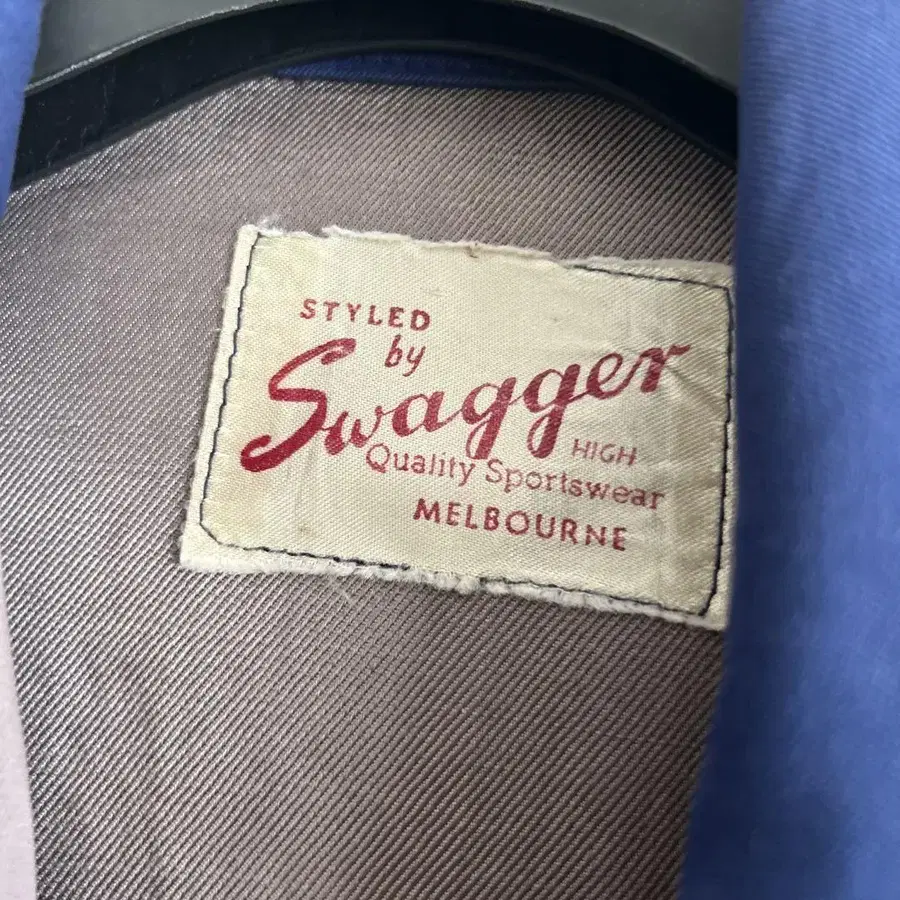 STYLED
by
Swagger
HIGH
Quality Sportswear
MELBOURNE